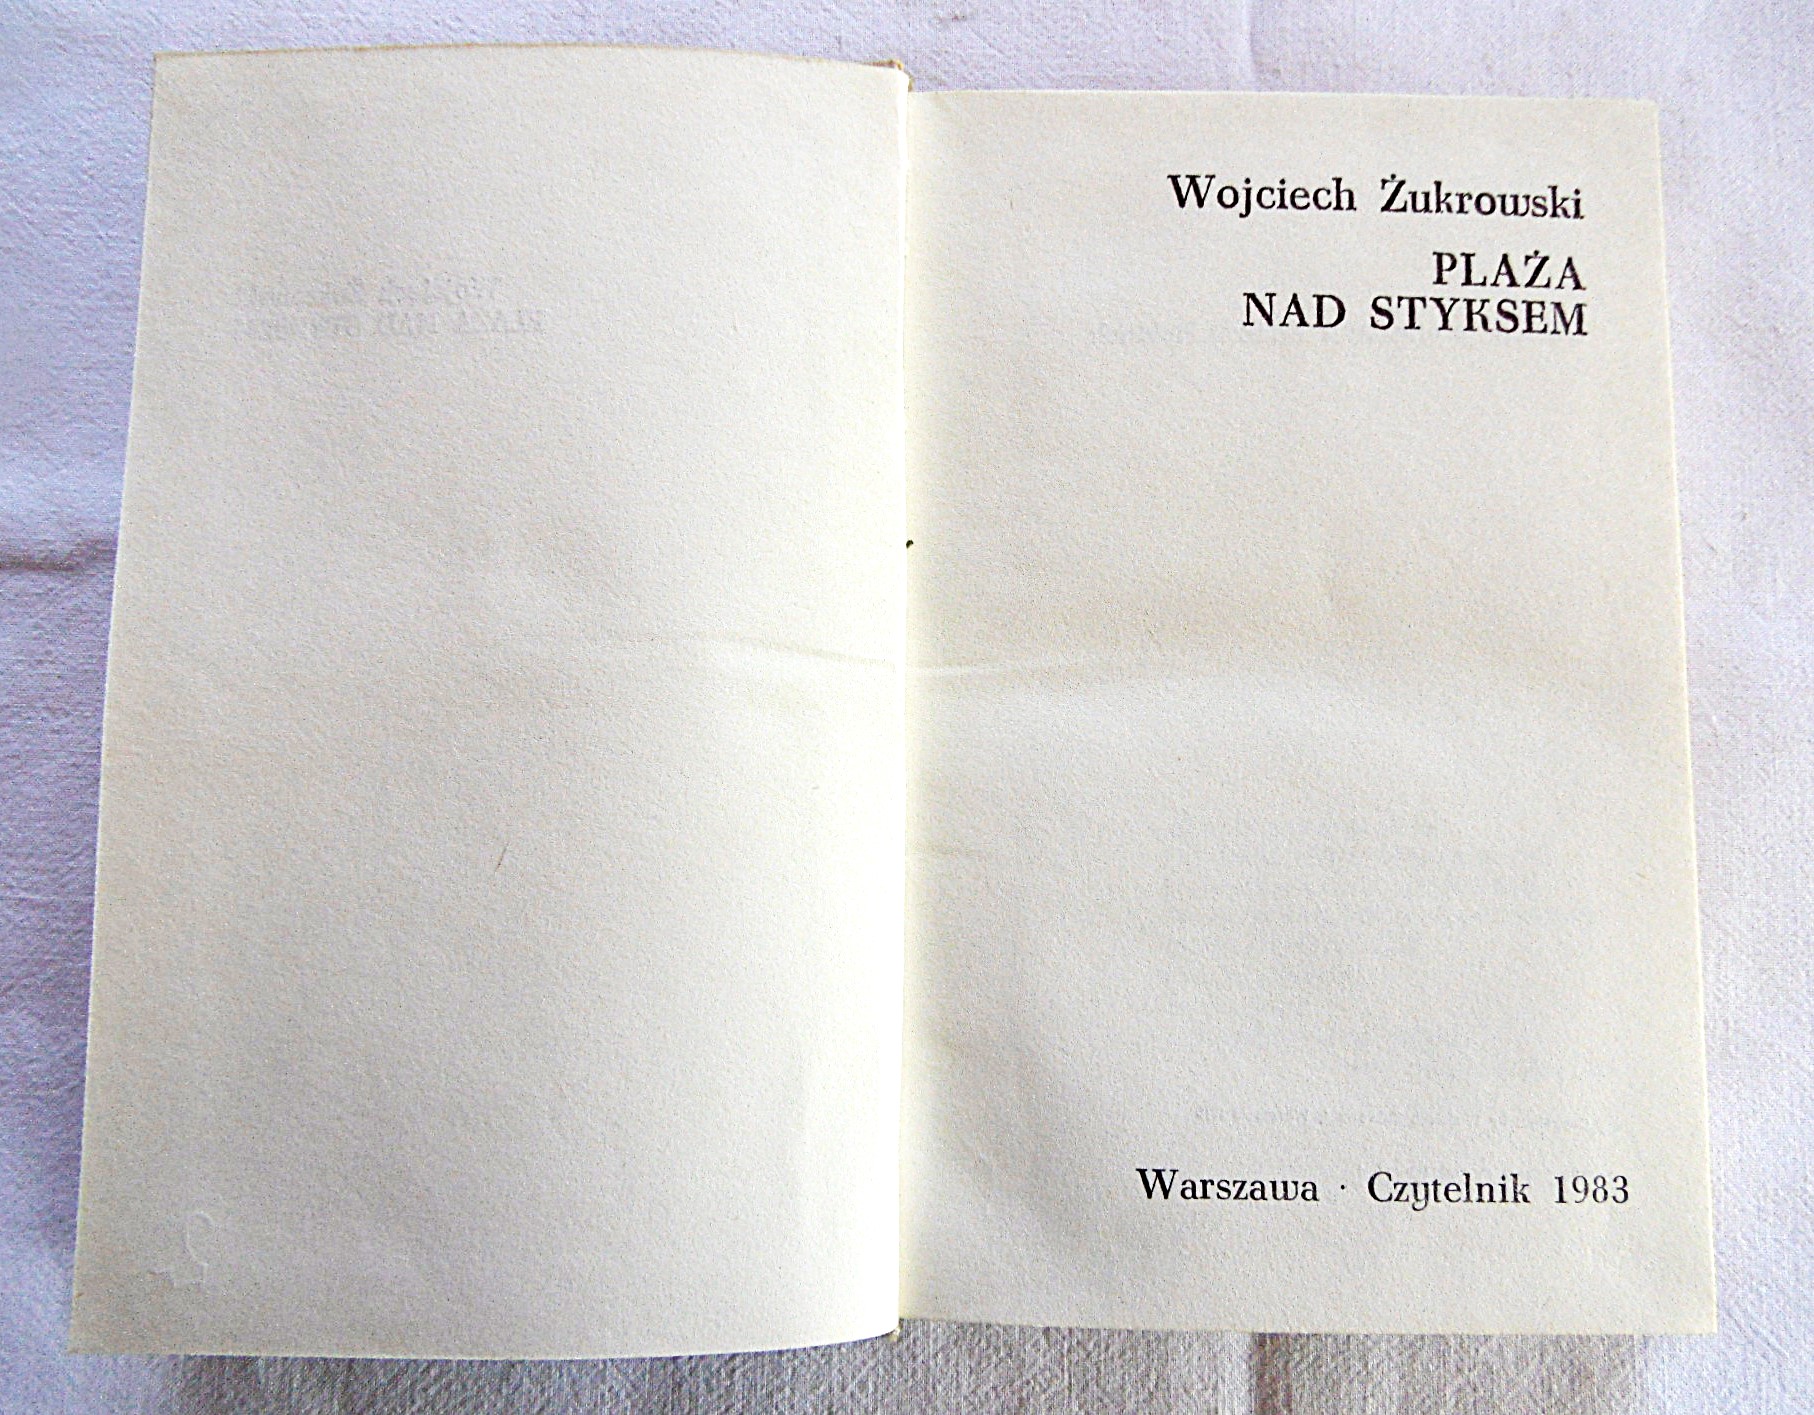 Wojciech Żukrowski
PLAŻA
NAD STYKSEM
Warszawa · Czytelnik 1983